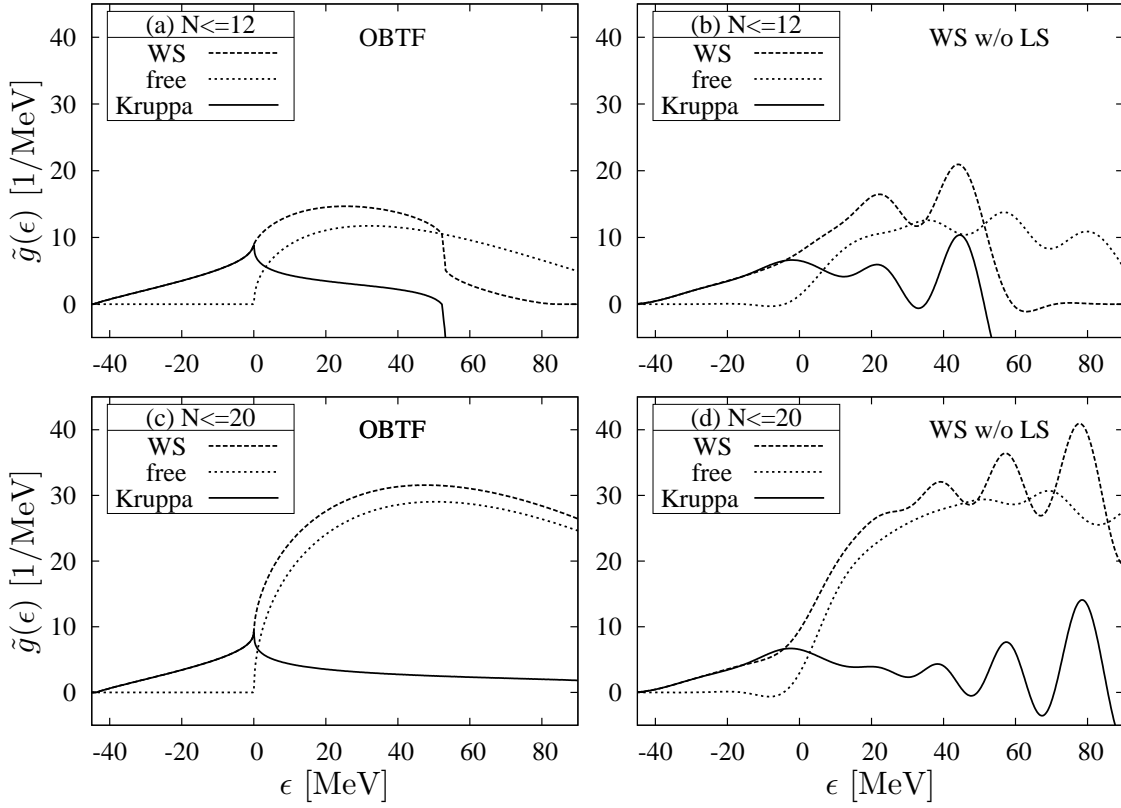 (a) N<=12
WS
free
Kruppa
OBTF
40
30
20
10
0
-40 -20 0 20 40 60 80
g̃(ϵ) [1/MeV]
(b) N<=12
WS
free
Kruppa
WS w/o LS
40
30
20
10
0
-40 -20 0 20 40 60 80
(c) N<=20
WS
free
Kruppa
OBTF
40
30
20
10
0
-40 -20 0 20 40 60 80
g̃(ϵ) [1/MeV]
ϵ [MeV]
(d) N<=20
WS
free
Kruppa
WS w/o LS
40
30
20
10
0
-40 -20 0 20 40 60 80
ϵ [MeV]